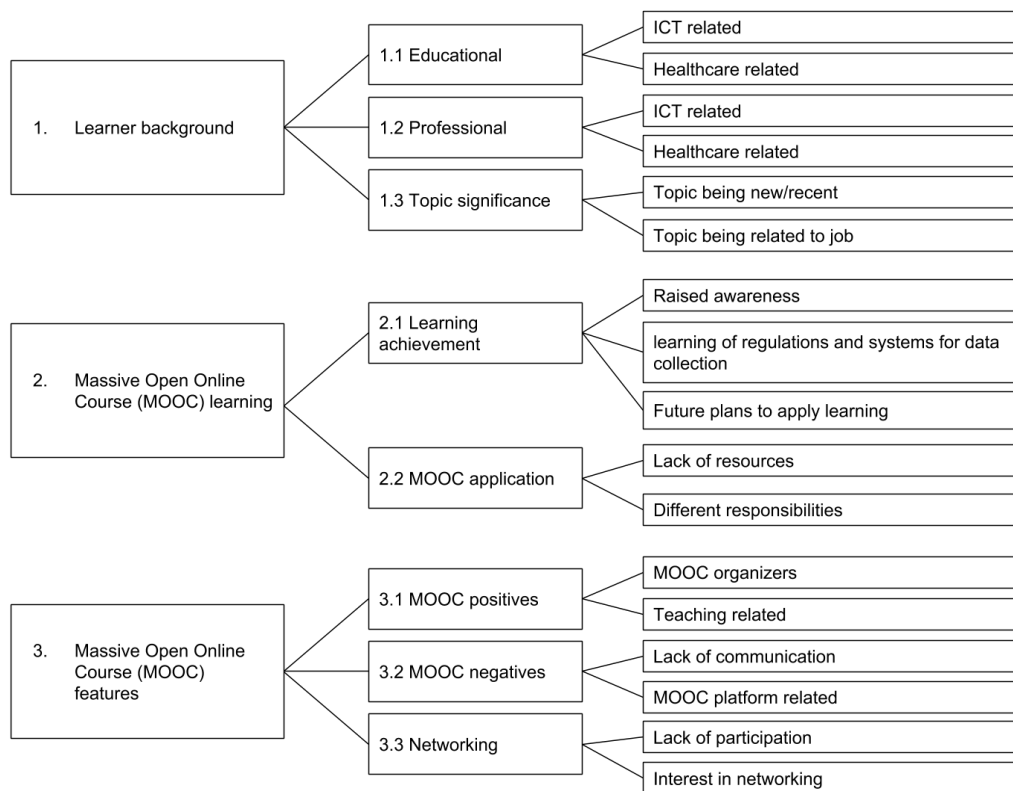 1. Learner background
1.1 Educational
ICT related
Healthcare related
1.2 Professional
ICT related
Healthcare related
1.3 Topic significance
Topic being new/recent
Topic being related to job
2. Massive Open Online
Course (MOOC) learning
2.1 Learning
achievement
Raised awareness
learning of regulations and systems for data
collection
Future plans to apply learning
2.2 MOOC application
Lack of resources
Different responsibilities
3. Massive Open Online
Course (MOOC)
features
3.1 MOOC positives
MOOC organizers
Teaching related
3.2 MOOC negatives
Lack of communication
MOOC platform related
3.3 Networking
Lack of participation
Interest in networking